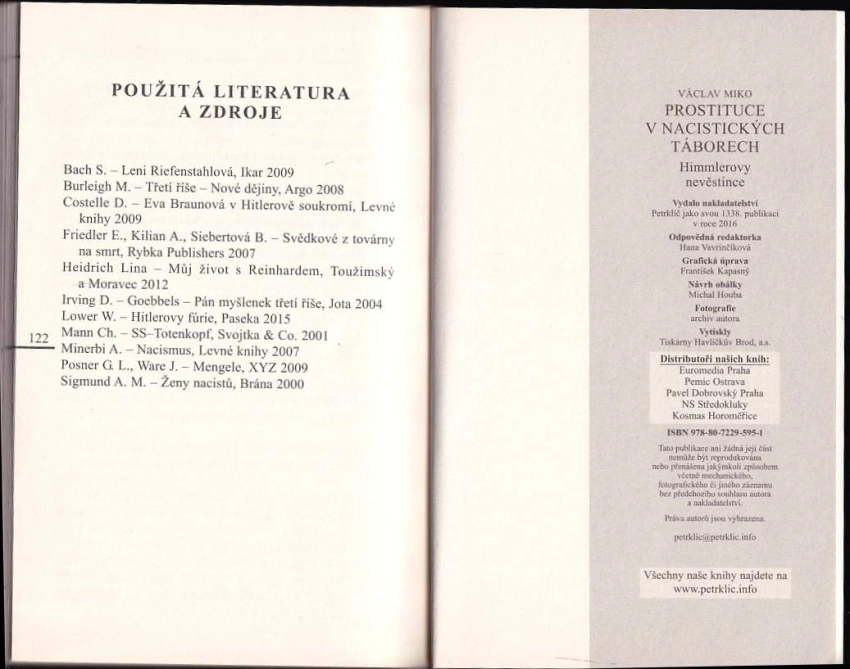 POUŽITÁ LITERATURA
A ZDROJE
Bach S. – Leni Riefenstahlová, Ikar 2009
Burleigh M. – Třetí říše – Nové dějiny, Argo 2008
Costelle D. – Eva Braunová v Hitlerově soukromí, Levné
knihy 2009
Friedler E., Kilian A., Siebertová B. – Svědkové z továrny
na smrt, Rybka Publishers 2007
Heidrich Lina – Můj život s Reinhardem, Toužimský
a Moravec 2012
Irving D. – Goebbels – Pán myšlenek třetí říše, Jota 2004
Lower W. – Hitlerovy fúrie, Paseka 2015
Mann Ch. – SS–Totenkopf, Svojtka & Co. 2001
Minerbi A. – Nacismus, Levné knihy 2007
Posner G. L., Ware J. – Mengele, XYZ 2009
Sigmund A. M. – Ženy nacistů, Brána 2000
122
VÁCLAV MIKO
PROSTITUCE
V NACISTICKÝCH
TÁBORECH
Himmlerovy
nevěstince
Vydalo nakladatelství
Petrklíč jako svou 1338. publikaci
v roce 2016
Odpovědná redaktorka
Hana Vavrinčíková
Grafická úprava
František Kapasný
Návrh obálky
Michal Houba
Fotografie
archiv autora
Vytiskly
Tiskárny Havlíčkův Brod, a.s.
Distributoři našich knih:
Euromedia Praha
Pemic Ostrava
Pavel Dobrovský Praha
NS Středokluky
Kosmas Horoměřice
ISBN 978-80-7229-595-1
Tato publikace ani žádná její část
nemůže být reprodukována
nebo přenášena jakýmkoli způsobem
včetně mechanického,
fotografického či jiného záznamu
bez předchozího souhlasu autora
a nakladatelství.
Práva autorů jsou vyhrazena.
petrklic@petrklic.info
Všechny naše knihy najdete na
www.petrklic.info